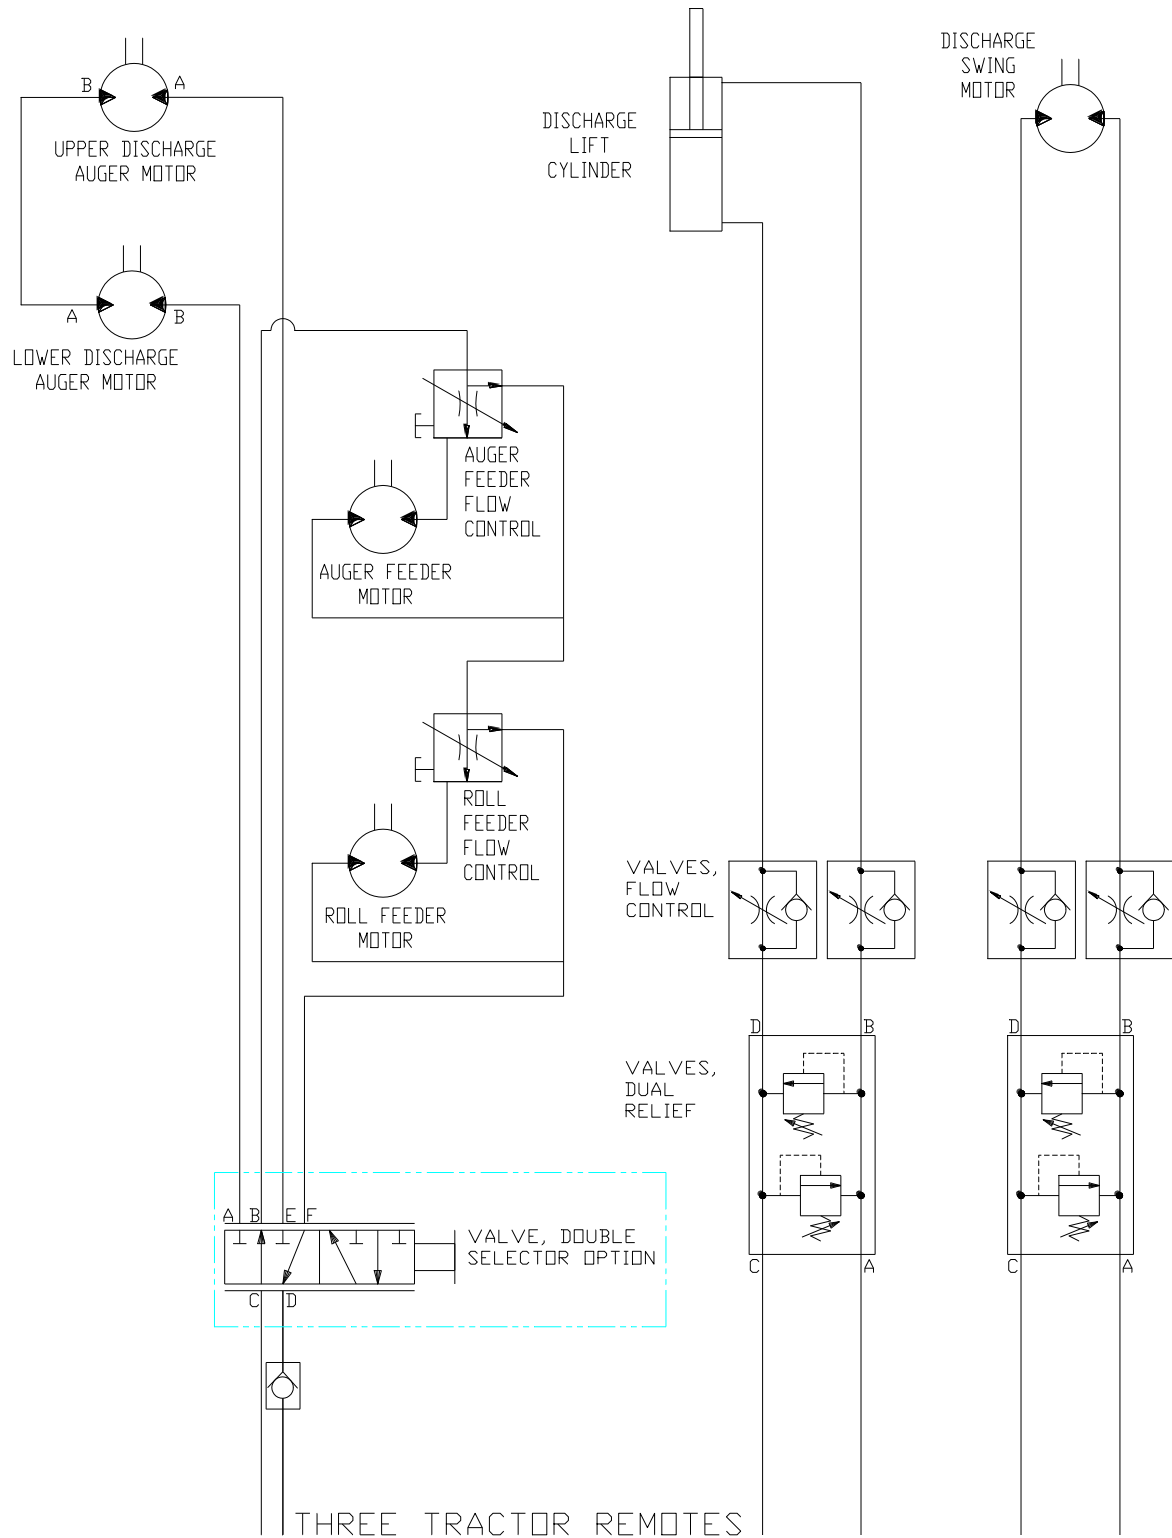 DISCHARGE
SWING
MOTOR
B
A
DISCHARGE
LIFT
CYLINDER
UPPER DISCHARGE
AUGER MOTOR
A
B
LOWER DISCHARGE
AUGER MOTOR
AUGER
FEEDER
FLOW
CONTROL
AUGER FEEDER
MOTOR
ROLL
FEEDER
FLOW
CONTROL
ROLL FEEDER
MOTOR
VALVES,
FLOW
CONTROL
D
B
D
B
VALVES,
DUAL
RELIEF
C
A
C
A
A
B
E
F
VALVE, DOUBLE
SELECTOR OPTION
C
D
THREE TRACTOR REMOTES